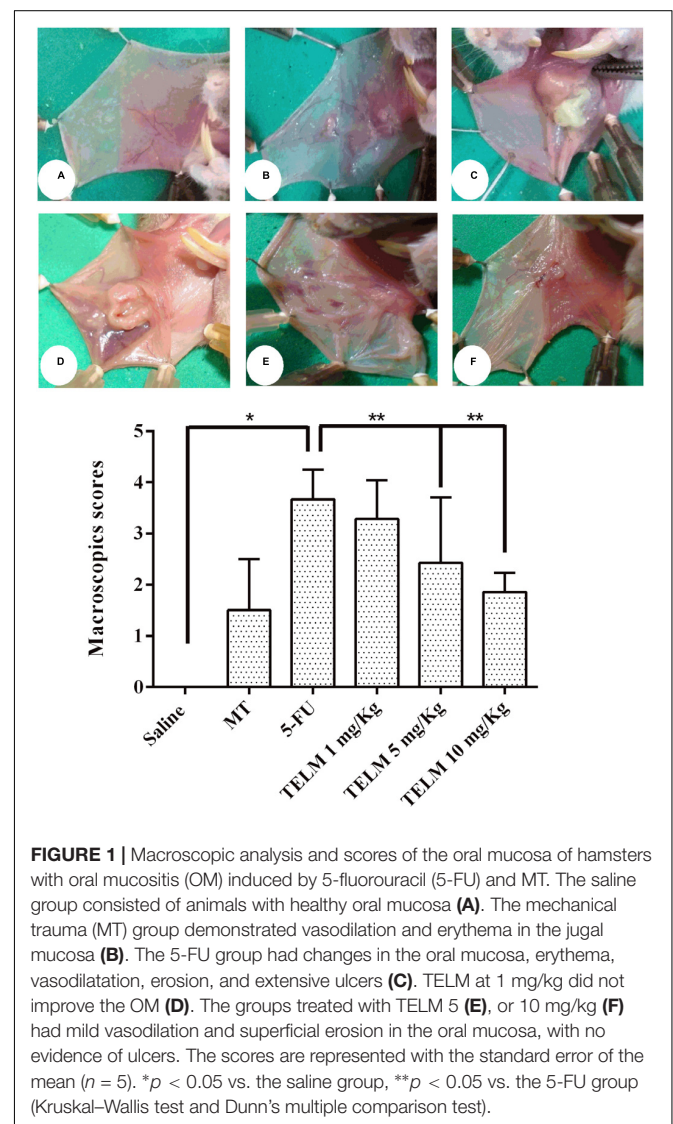 A
B
C
D
E
F
*
**
**
5
4
3
2
1
0
Macroscopics scores
Saline
MT
5-FU
TELM 1 mg/Kg
TELM 5 mg/Kg
TELM 10 mg/Kg
FIGURE 1 | Macroscopic analysis and scores of the oral mucosa of hamsters
with oral mucositis (OM) induced by 5-fluorouracil (5-FU) and MT. The saline
group consisted of animals with healthy oral mucosa (A). The mechanical
trauma (MT) group demonstrated vasodilation and erythema in the jugal
mucosa (B). The 5-FU group had changes in the oral mucosa, erythema,
vasodilatation, erosion, and extensive ulcers (C). TELM at 1 mg/kg did not
improve the OM (D). The groups treated with TELM 5 (E), or 10 mg/kg (F)
had mild vasodilation and superficial erosion in the oral mucosa, with no
evidence of ulcers. The scores are represented with the standard error of the
mean (n = 5). *p < 0.05 vs. the saline group, **p < 0.05 vs. the 5-FU group
(Kruskal–Wallis test and Dunn's multiple comparison test).